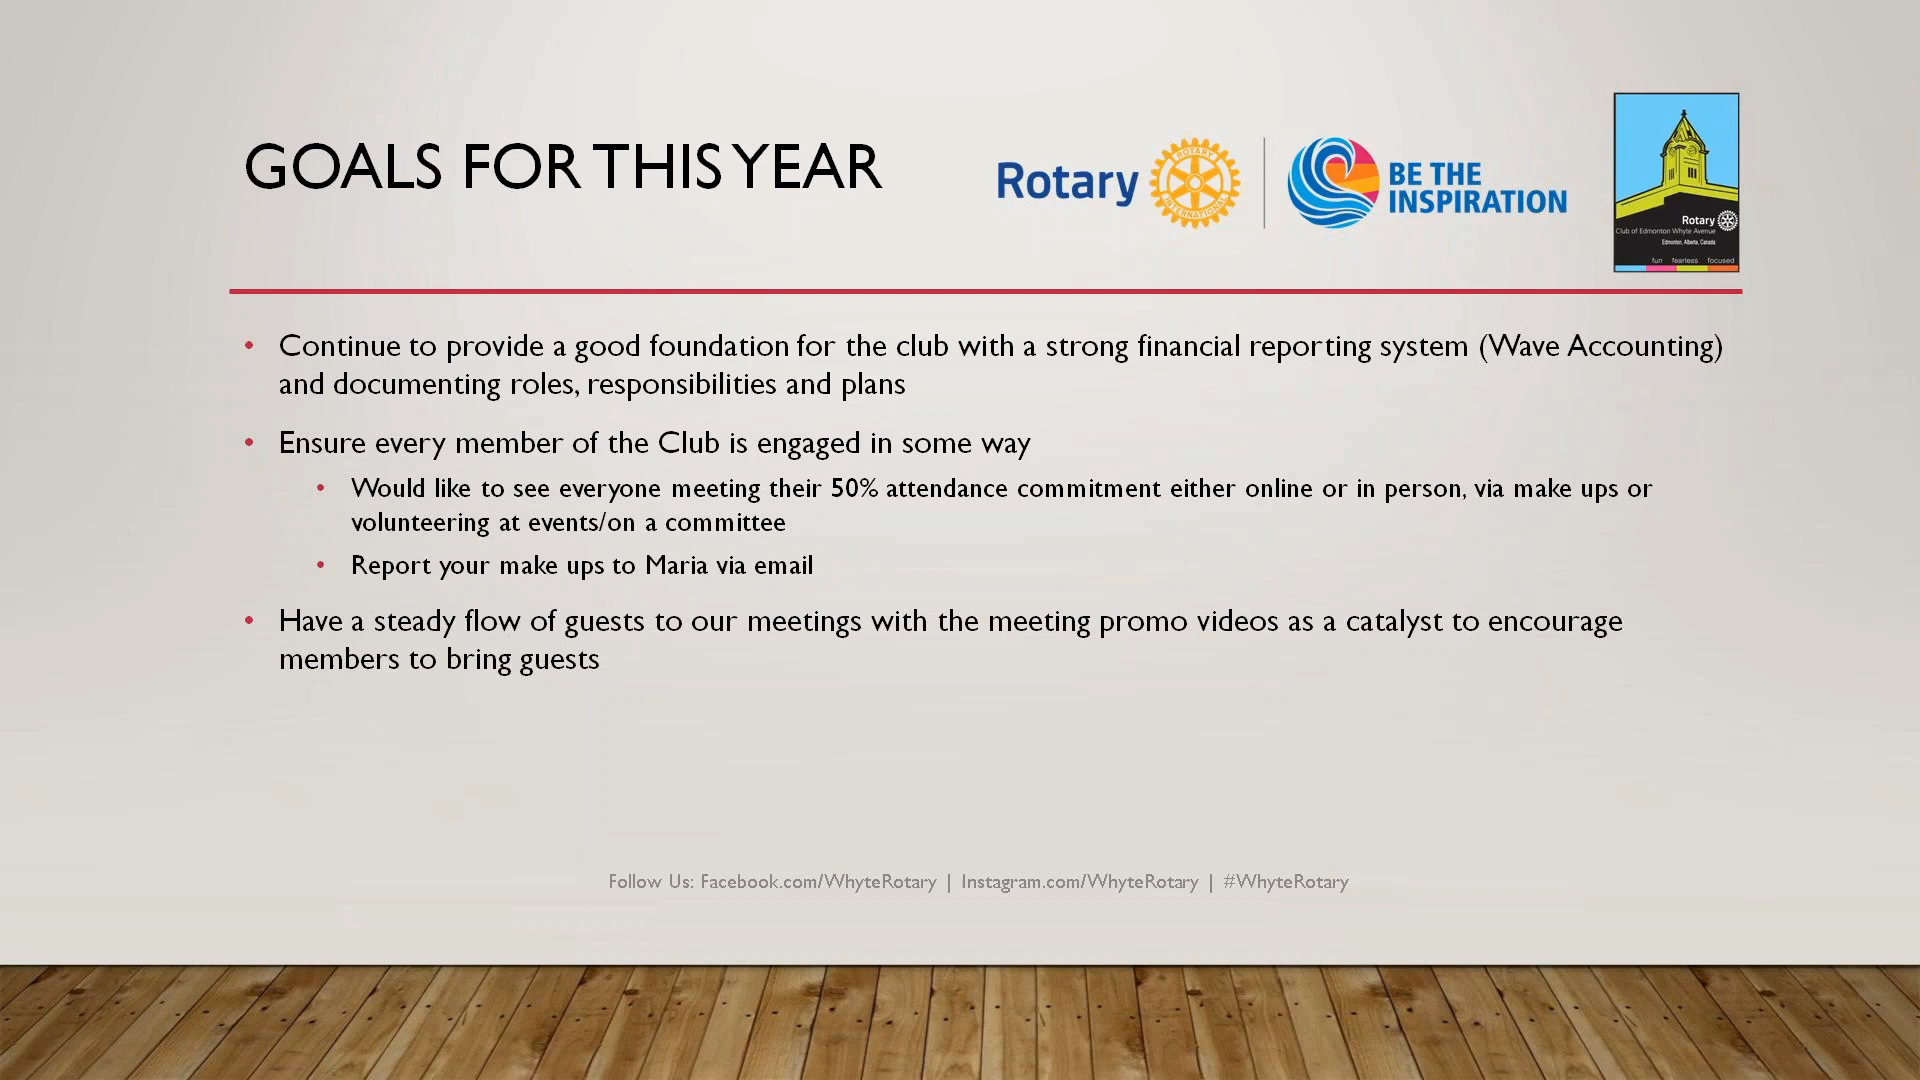 GOALS FOR THIS YEAR
Rotary
ROTARY
INTERNATIONAL
BE THE
INSPIRATION
Rotary
Club of Edmonton Whyte Avenue
Edmonton, Alberta, Canada
fun fearless focused
• Continue to provide a good foundation for the club with a strong financial reporting system (Wave Accounting)
and documenting roles, responsibilities and plans
• Ensure every member of the Club is engaged in some way
• Would like to see everyone meeting their 50% attendance commitment either online or in person, via make ups or
volunteering at events/on a committee
• Report your make ups to Maria via email
• Have a steady flow of guests to our meetings with the meeting promo videos as a catalyst to encourage
members to bring guests
Follow Us: Facebook.com/WhyteRotary | Instagram.com/WhyteRotary | #WhyteRotary